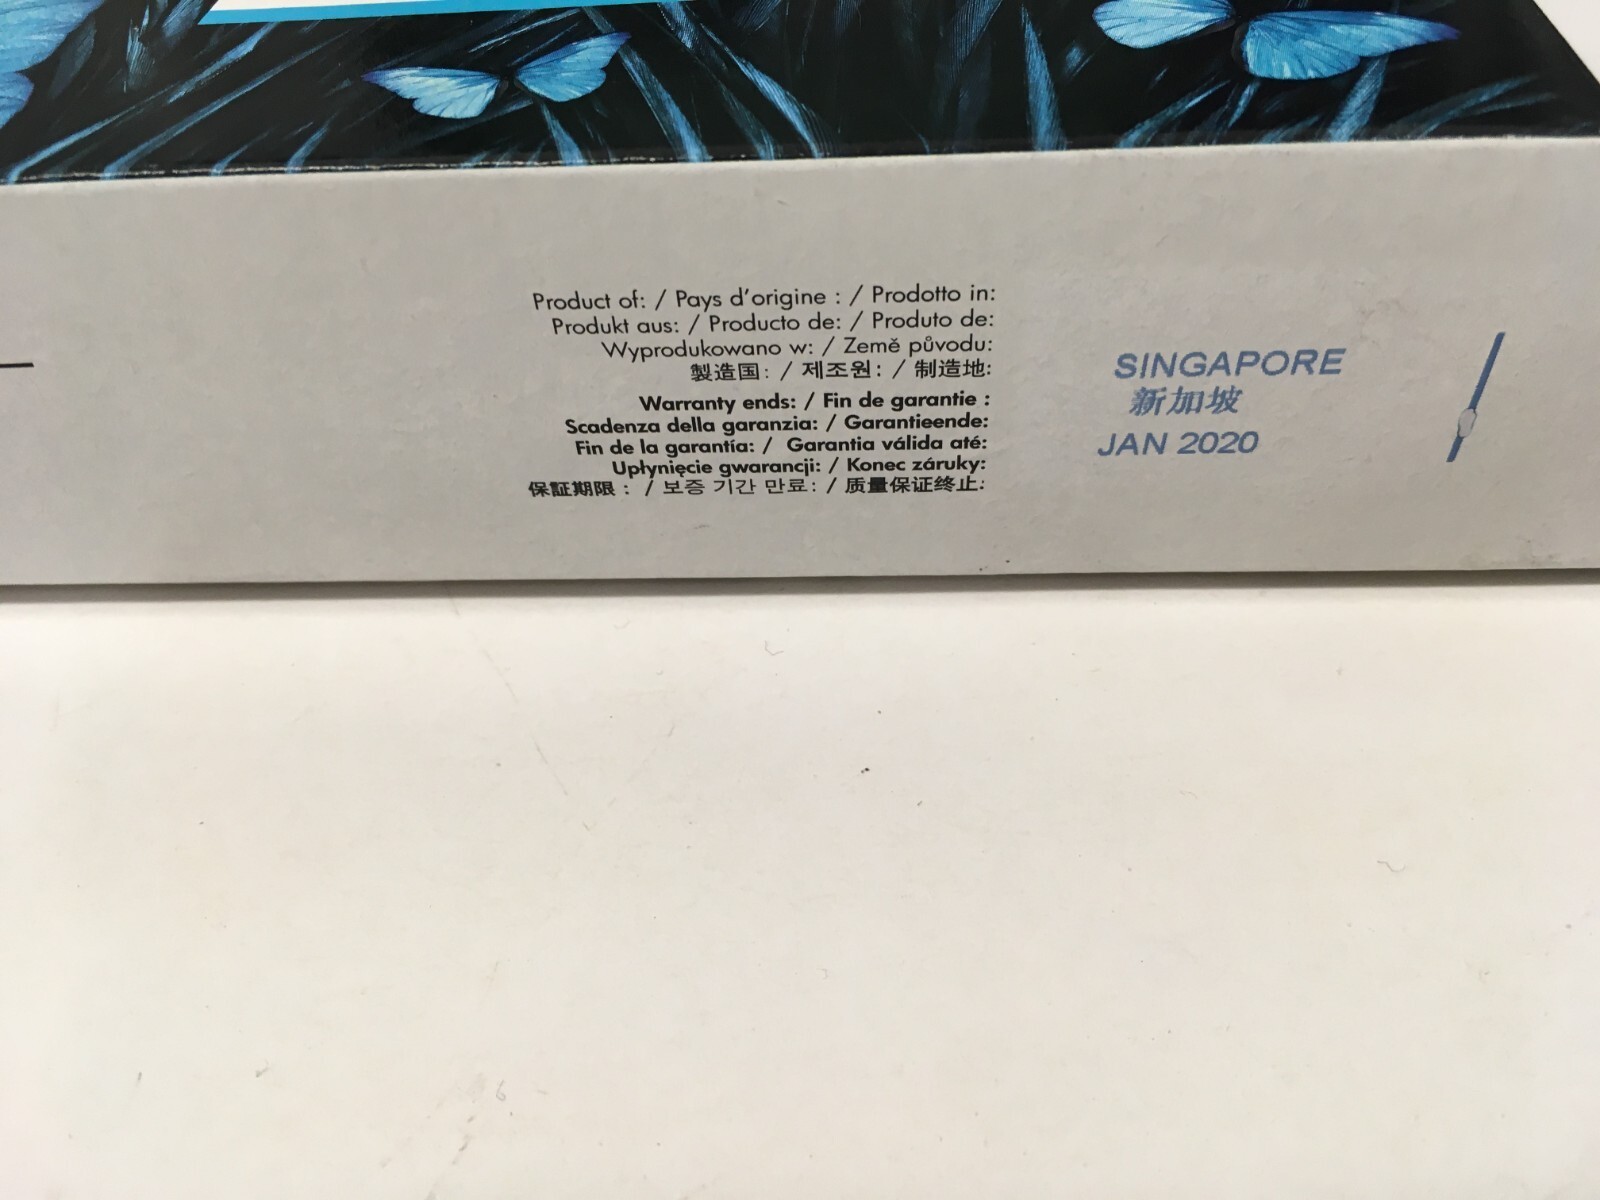 Product of: / Pays d'origine : / Prodotto in:
Produkt aus: / Producto de: / Produto de:
Wyprodukowano w: / Země původu:
製造国: / 제조원: / 制造地:
Warranty ends: / Fin de garantie :
Scadenza della garanzia: / Garantieende:
Fin de la garantía: / Garantia válida até:
Upłynięcie gwarancji: / Konec záruky:
保証期限 : / 보증 기간 만료: / 质量保证终止:
SINGAPORE
新加坡
JAN 2020